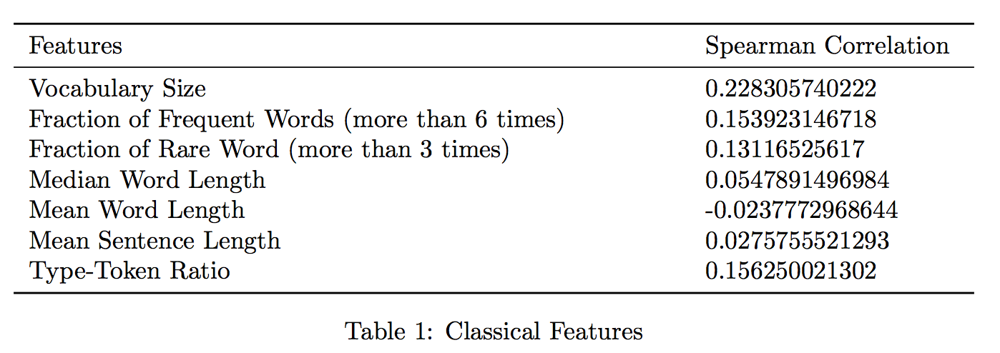 Features Spearman Correlation
Vocabulary Size 0.228305740222
Fraction of Frequent Words (more than 6 times) 0.153923146718
Fraction of Rare Word (more than 3 times) 0.13116525617
Median Word Length 0.0547891496984
Mean Word Length -0.0237772968644
Mean Sentence Length 0.0275755521293
Type-Token Ratio 0.156250021302
Table 1: Classical Features